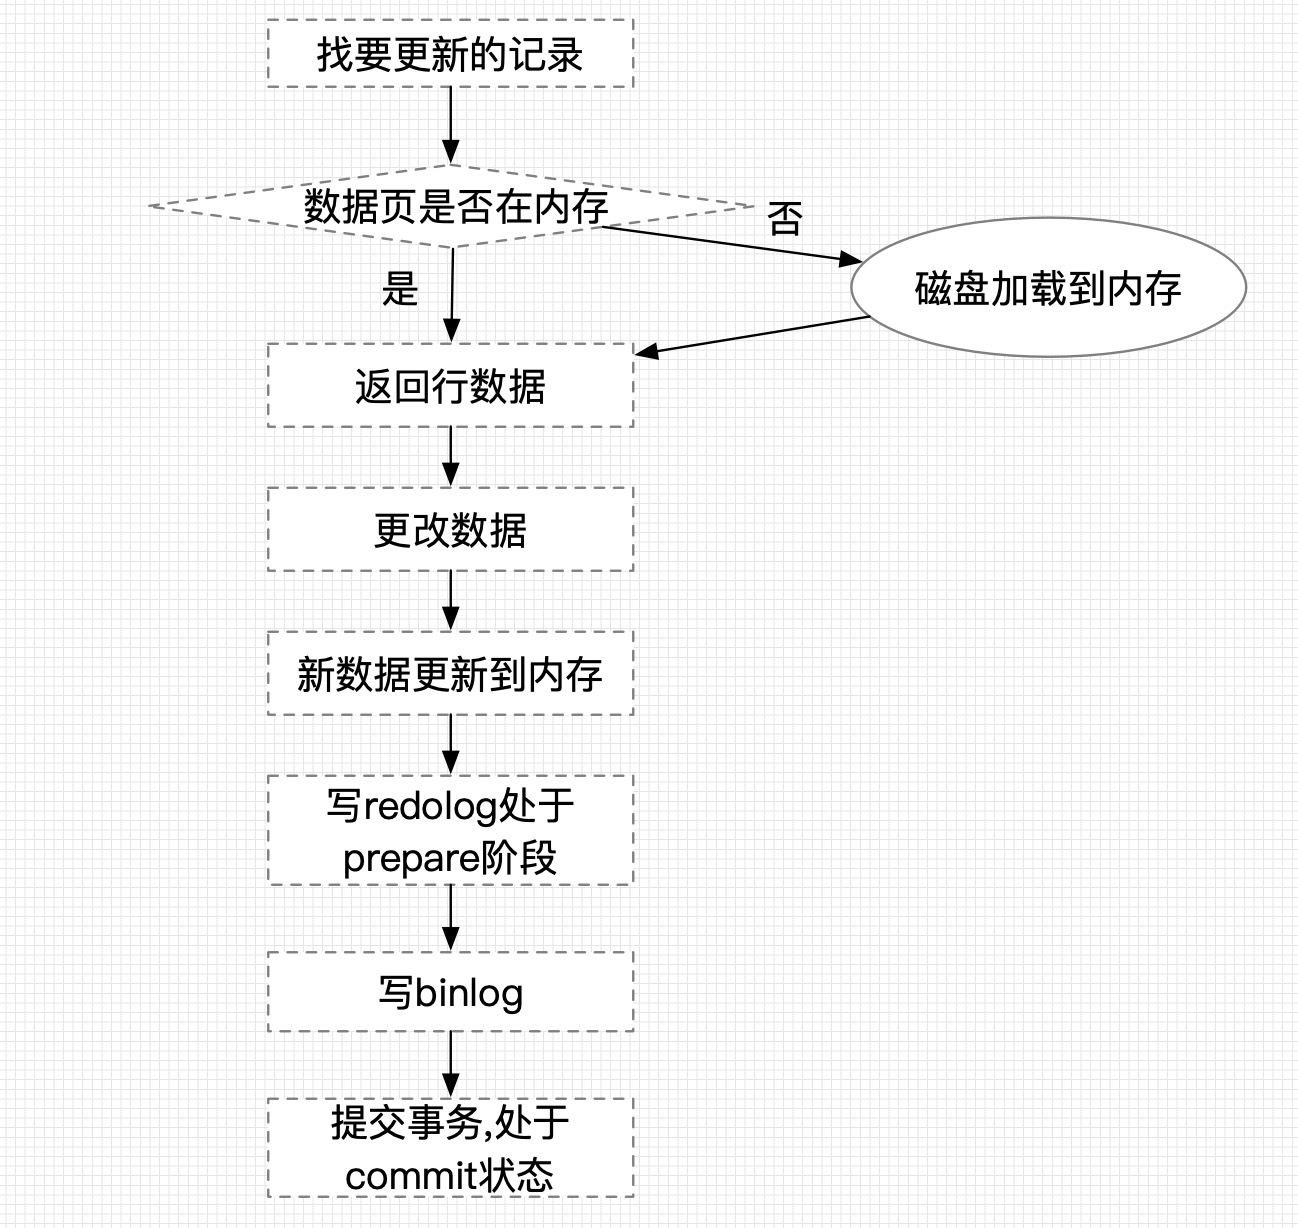 找要更新的记录
数据页是否在内存
否
磁盘加载到内存
是
返回行数据
更改数据
新数据更新到内存
写redolog处于
prepare阶段
写binlog
提交事务,处于
commit状态